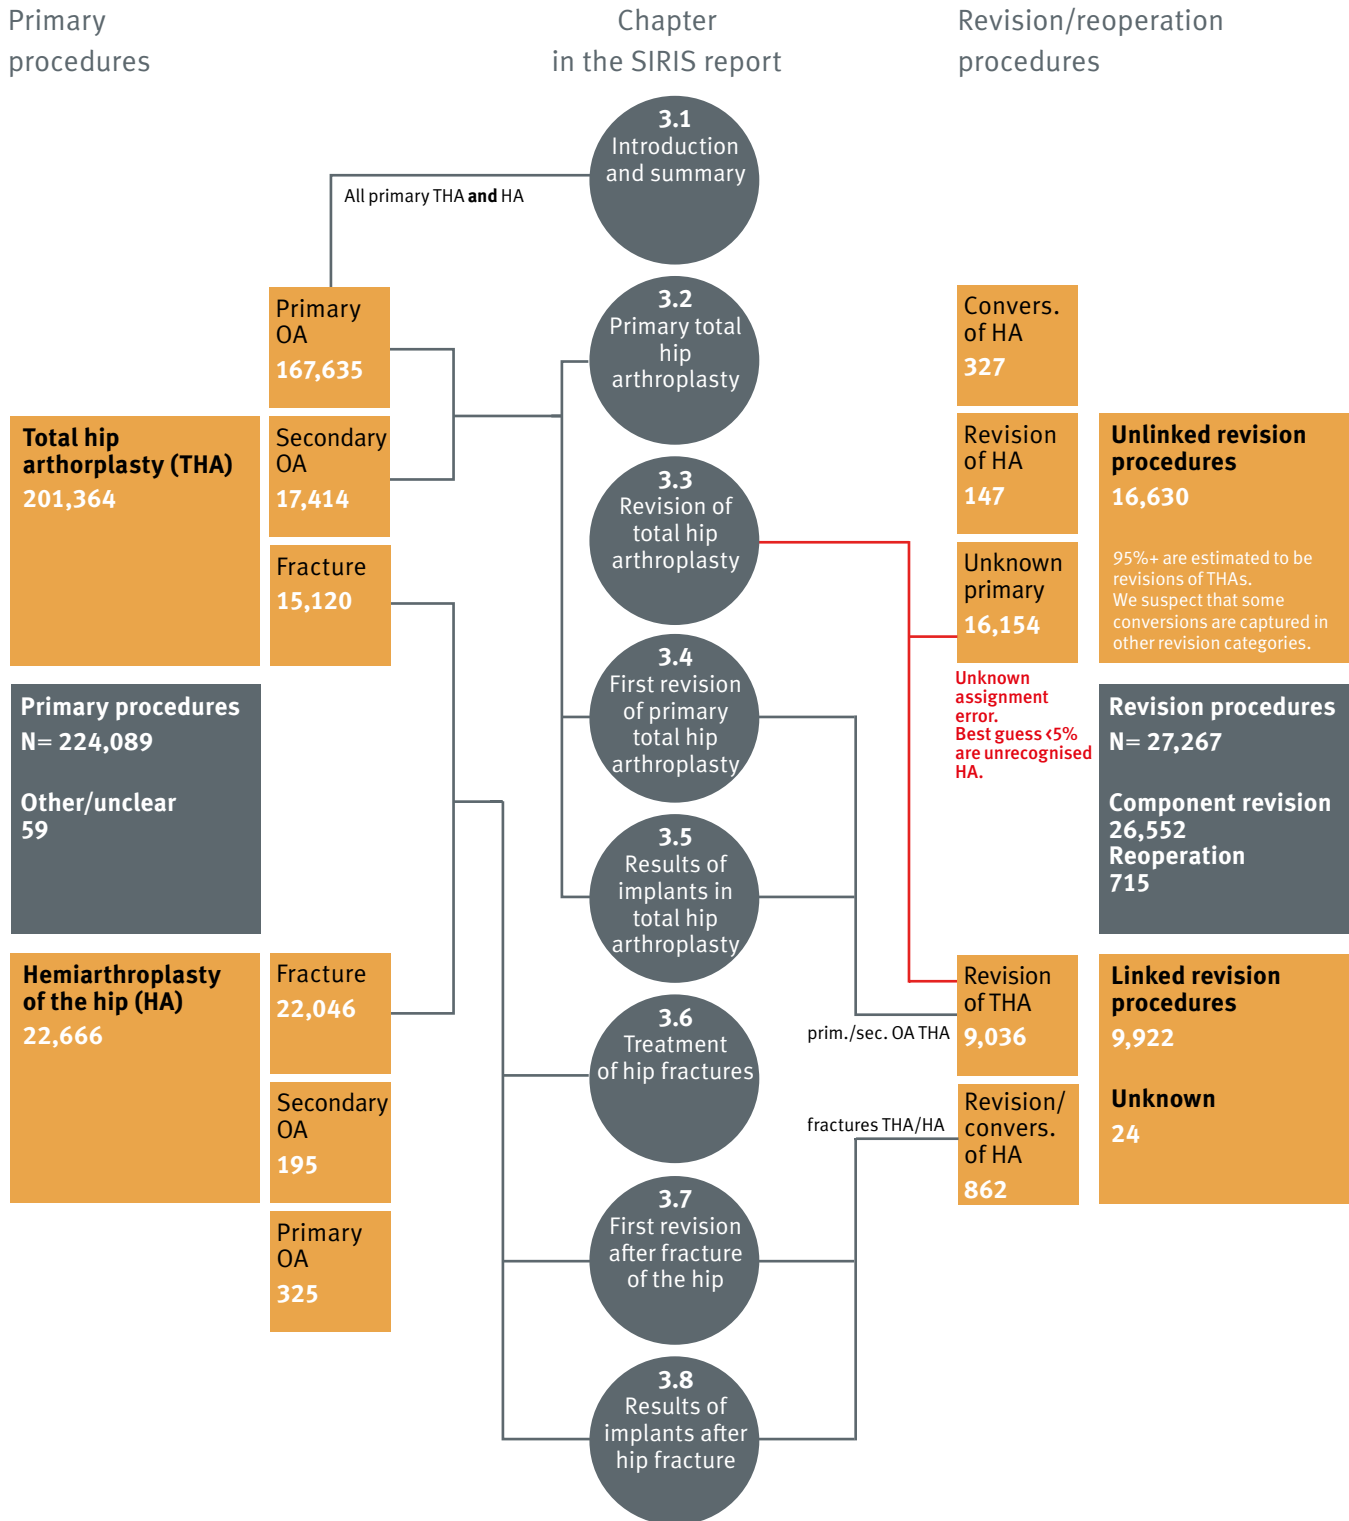 Primary
procedures
Chapter
in the SIRIS report
Revision/reoperation
procedures
3.1
Introduction
and summary
All primary THA and HA
Primary
OA
167,635
Secondary
OA
17,414
Fracture
15,120
Total hip
arthorplasty (THA)
201,364
Primary procedures
N= 224,089
Other/unclear
59
Hemiarthroplasty
of the hip (HA)
22,666
Fracture
22,046
Secondary
OA
195
Primary
OA
325
3.2
Primary total
hip
arthroplasty
3.3
Revision of
total hip
arthroplasty
3.4
First revision
of primary
total hip
arthroplasty
3.5
Results of
implants in
total hip
arthroplasty
3.6
Treatment
of hip fractures
3.7
First revision
after fracture
of the hip
3.8
Results of
implants after
hip fracture
Convers.
of HA
327
Revision
of HA
147
Unknown
primary
16,154
Unknown
assignment
error.
Best guess <5%
are unrecognised
HA.
Unlinked revision
procedures
16,630
95%+ are estimated to be
revisions of THAs.
We suspect that some
conversions are captured in
other revision categories.
Revision procedures
N= 27,267
Component revision
26,552
Reoperation
715
prim./sec. OA THA
Revision
of THA
9,036
fractures THA/HA
Revision/
convers.
of HA
862
Linked revision
procedures
9,922
Unknown
24